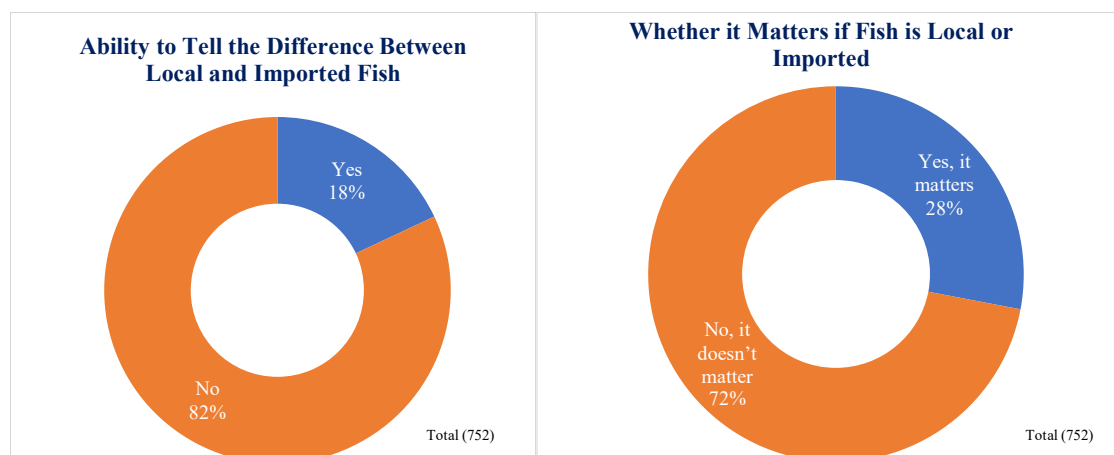 Ability to Tell the Difference Between
Local and Imported Fish
Yes
18%
No
82%
Total (752)
Whether it Matters if Fish is Local or
Imported
Yes, it
matters
28%
No, it
doesn’t
matter
72%
Total (752)